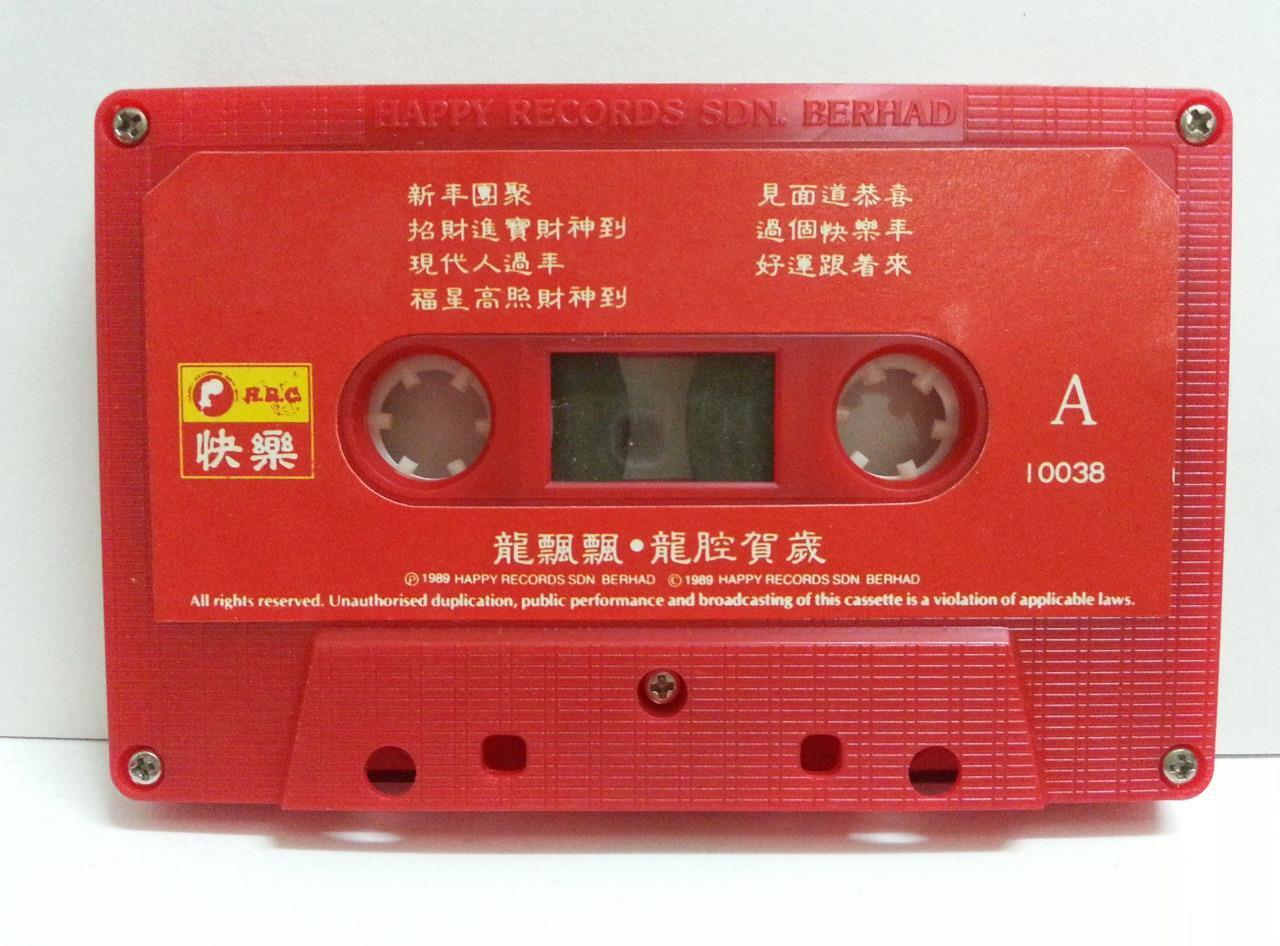 HAPPY RECORDS SDN. BERHAD
新年團聚
招財進寶財神到
現代人過年
福星高照財神到
見面道恭喜
過個快樂年
好運跟着來
H.R.C.
快樂
A
10038
龍飄飄•龍腔賀歲
℗ 1989 HAPPY RECORDS SDN BERHAD © 1989 HAPPY RECORDS SDN BERHAD
All rights reserved. Unauthorised duplication, public performance and broadcasting of this cassette is a violation of applicable laws.